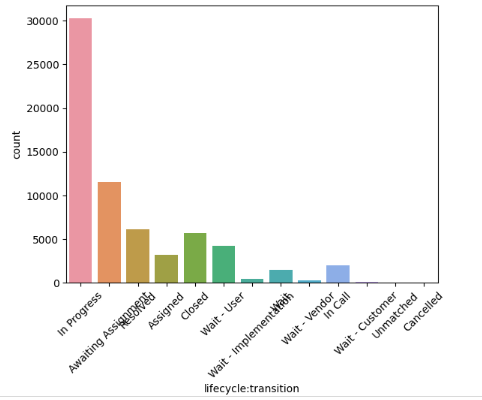 30000
25000
20000
15000
10000
5000
0
count
In Progress
Awaiting Assignment
Resolved
Assigned
Closed
Wait - User
Wait - Implementation
Wait
Wait - Vendor
In Call
Wait - Customer
Unmatched
Cancelled
lifecycle:transition